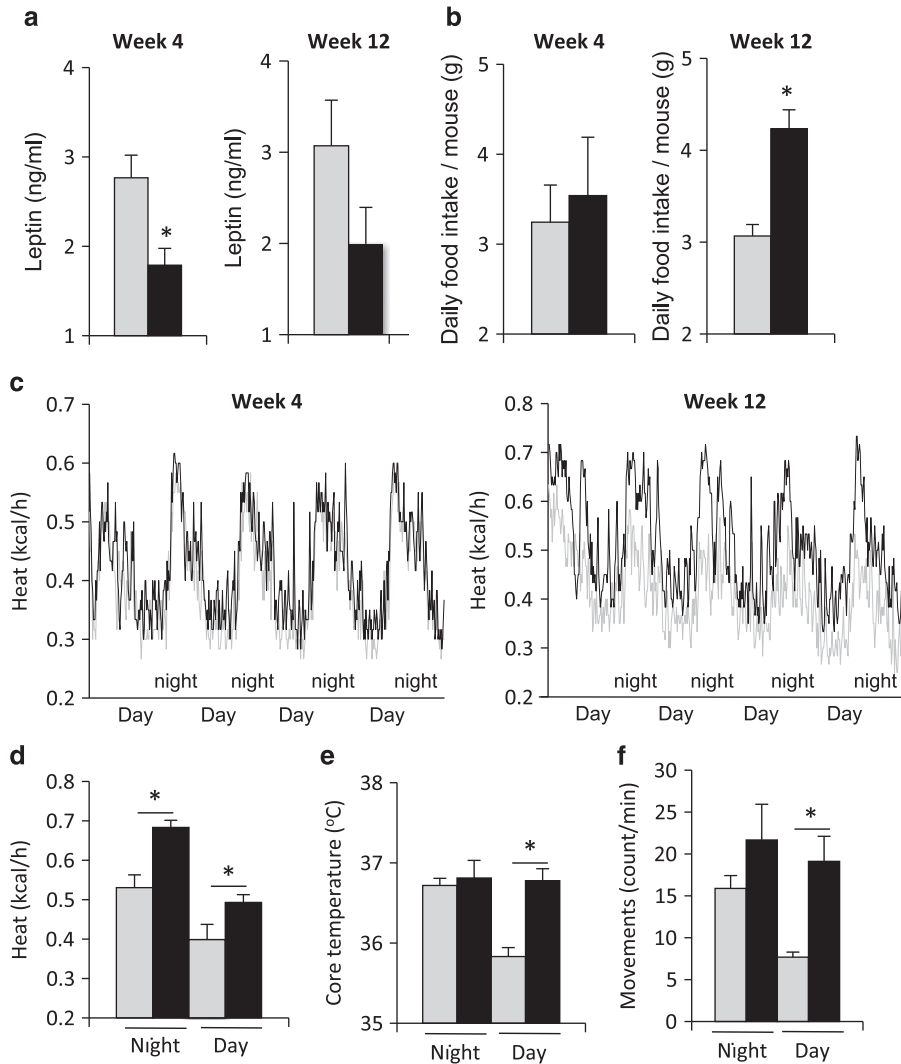 a
Week 4
Leptin (ng/ml)
4
3
2
1
*
Week 12
Leptin (ng/ml)
4
3
2
1
b
Week 4
Daily food intake / mouse (g)
5
4
3
2
Week 12
Daily food intake / mouse (g)
5
4
3
2
*
c
Week 4
Heat (kcal/h)
0.7
0.6
0.5
0.4
0.3
0.2
night night night night
Day Day Day Day
Week 12
Heat (kcal/h)
0.8
0.7
0.6
0.5
0.4
0.3
0.2
night night night night
Day Day Day Day
d
Heat (kcal/h)
0.8
0.7
0.6
0.5
0.4
0.3
0.2
*
*
Night Day
e
Core temperature (°C)
38
37
36
35
*
Night Day
f
Movements (count/min)
30
25
20
15
10
5
0
*
Night Day